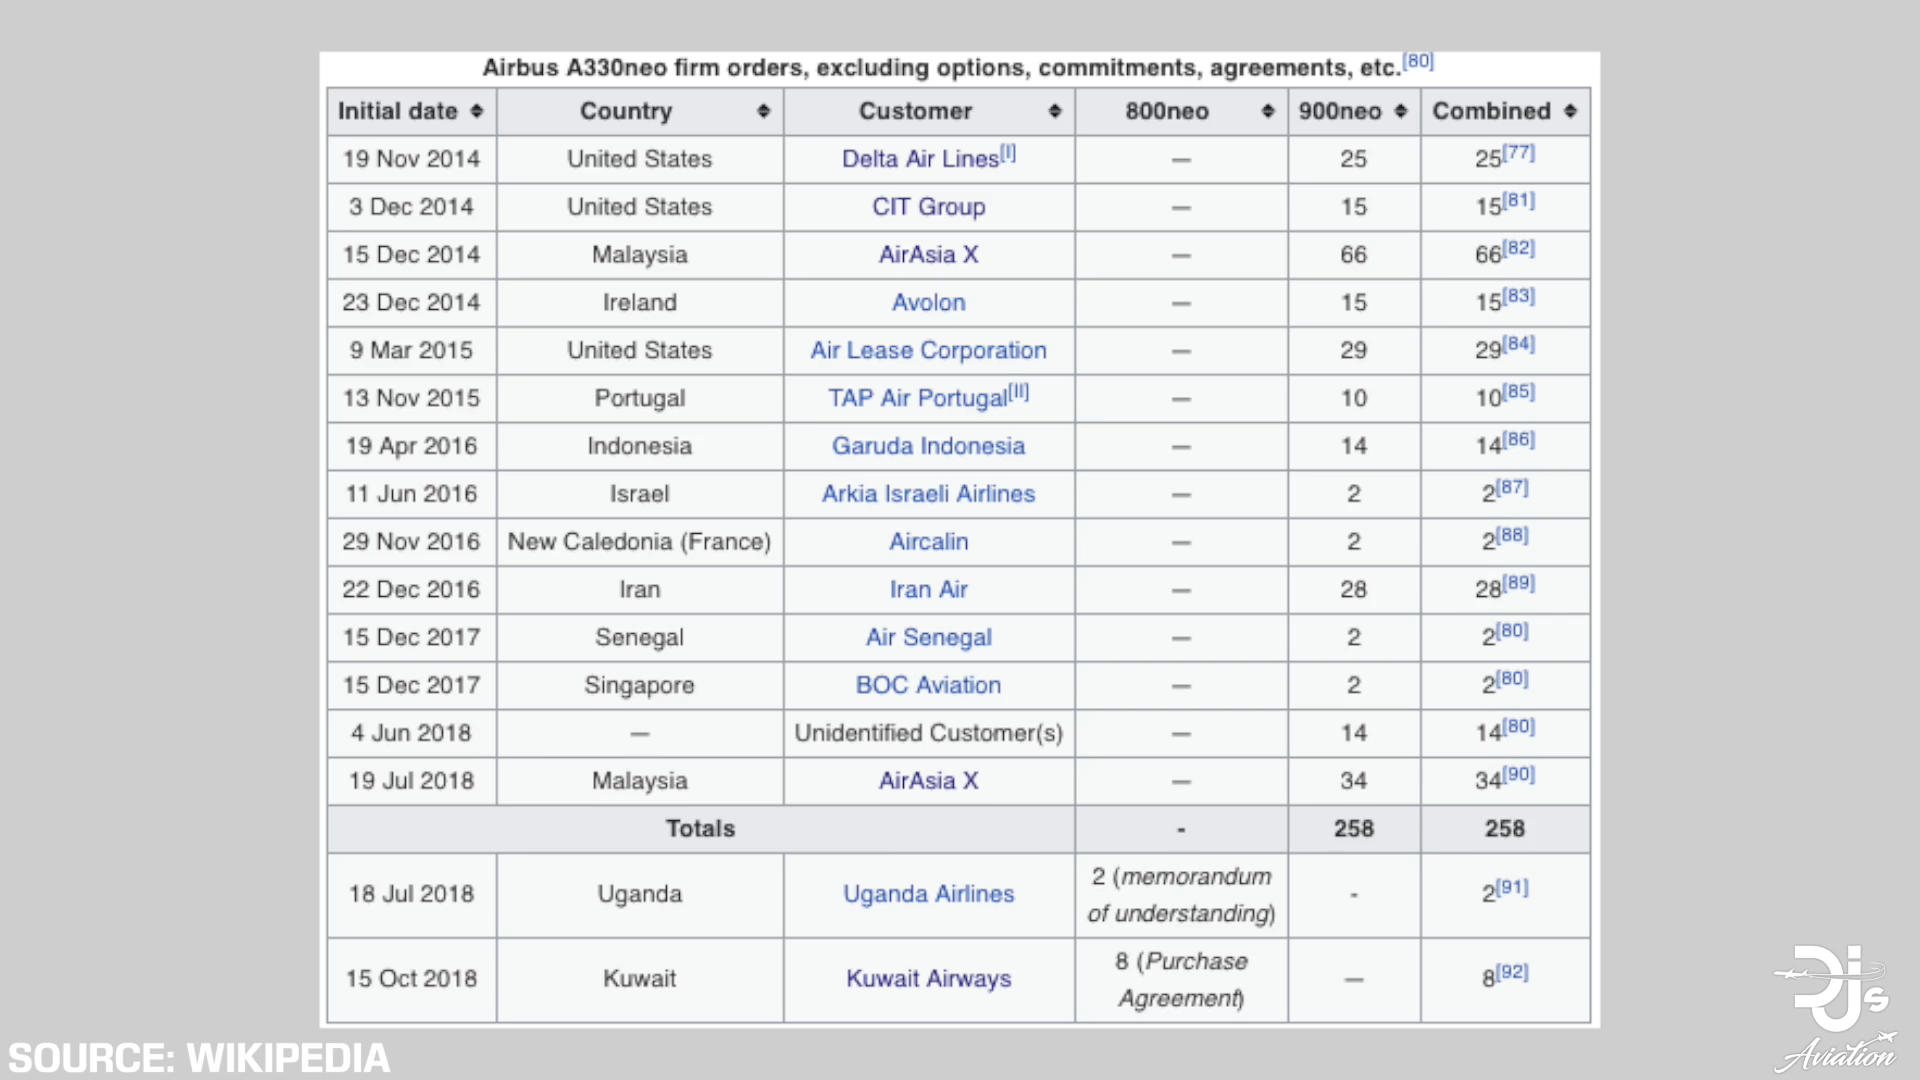 Airbus A330neo firm orders, excluding options, commitments, agreements, etc.[80]
Initial date Country Customer 800neo 900neo Combined
19 Nov 2014 United States Delta Air Lines[I] — 25 25[77]
3 Dec 2014 United States CIT Group — 15 15[81]
15 Dec 2014 Malaysia AirAsia X — 66 66[82]
23 Dec 2014 Ireland Avolon — 15 15[83]
9 Mar 2015 United States Air Lease Corporation — 29 29[84]
13 Nov 2015 Portugal TAP Air Portugal[II] — 10 10[85]
19 Apr 2016 Indonesia Garuda Indonesia — 14 14[86]
11 Jun 2016 Israel Arkia Israeli Airlines — 2 2[87]
29 Nov 2016 New Caledonia (France) Aircalin — 2 2[88]
22 Dec 2016 Iran Iran Air — 28 28[89]
15 Dec 2017 Senegal Air Senegal — 2 2[80]
15 Dec 2017 Singapore BOC Aviation — 2 2[80]
4 Jun 2018 — Unidentified Customer(s) — 14 14[80]
19 Jul 2018 Malaysia AirAsia X — 34 34[90]
Totals - 258 258
18 Jul 2018 Uganda Uganda Airlines 2 (memorandum of understanding) - 2[91]
15 Oct 2018 Kuwait Kuwait Airways 8 (Purchase Agreement) — 8[92]
SOURCE: WIKIPEDIA
DJs
Aviation